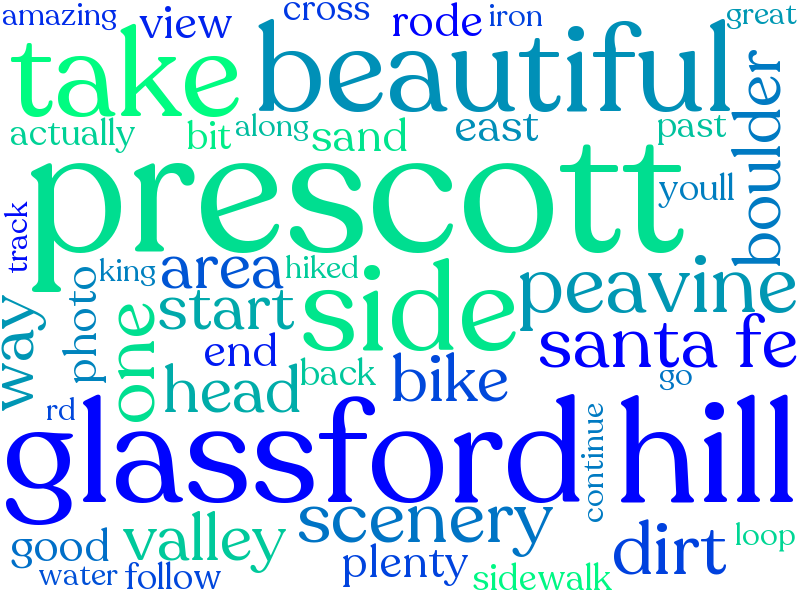 amazing
view
cross
rode
iron
great
take
beautiful
boulder
actually
bit
along
sand
east
past
prescott
youll
track
king
area
hiked
photo
way
one
start
side
peavine
santa fe
end
back
bike
go
head
rd
glassford hill
continue
good
valley
scenery
dirt
loop
water
follow
plenty
sidewalk